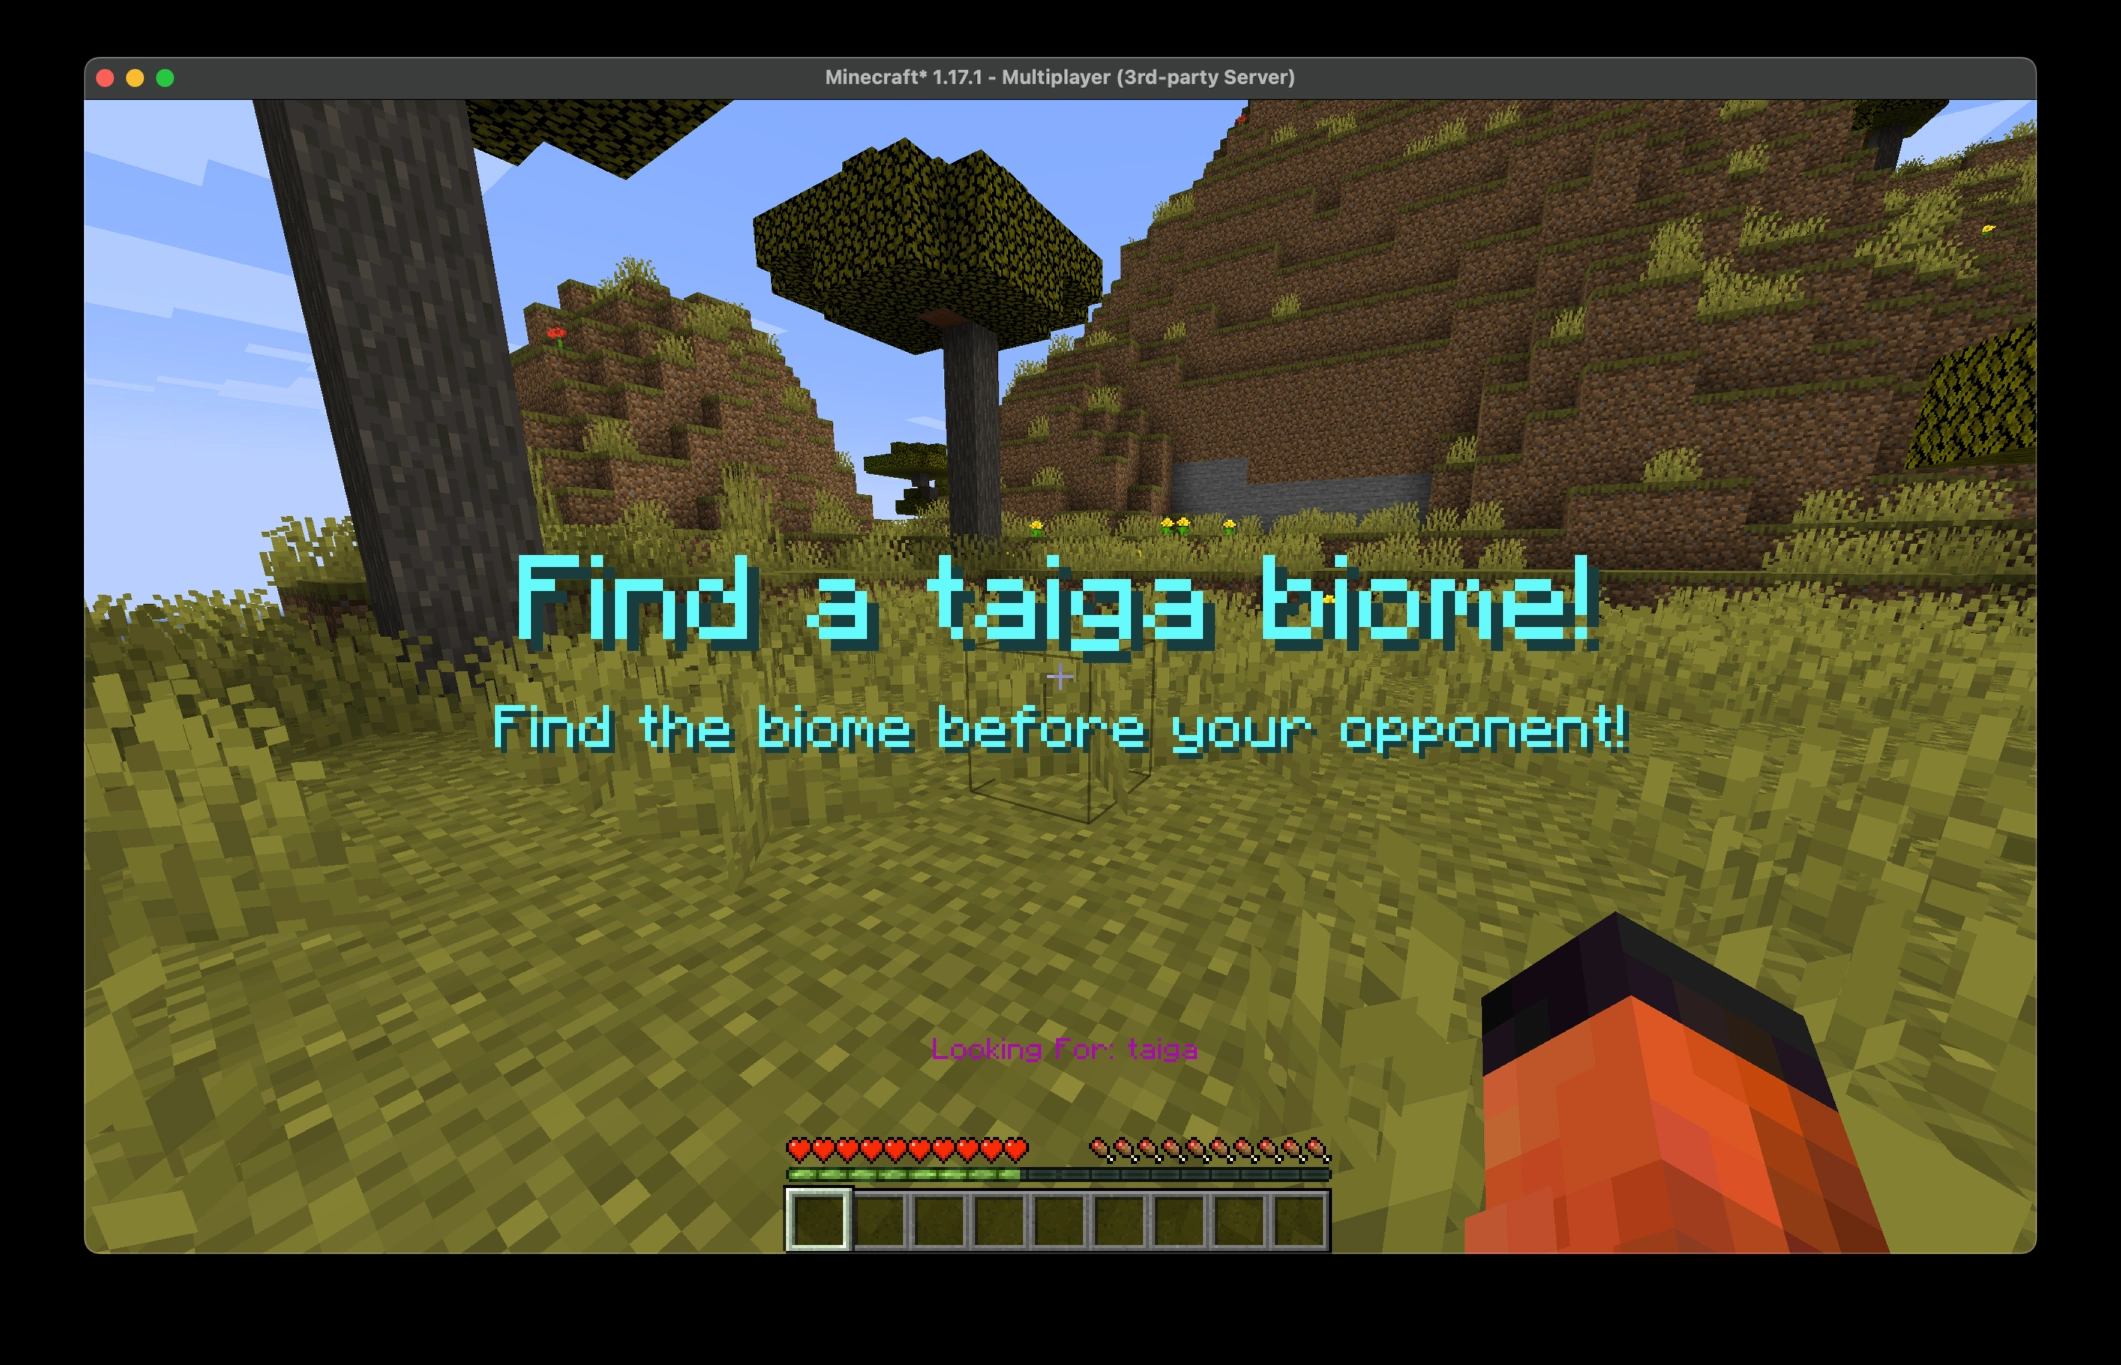 Minecraft* 1.17.1 - Multiplayer (3rd-party Server)
Find a taiga biome!
Find the biome before your opponent!
Looking For: taiga